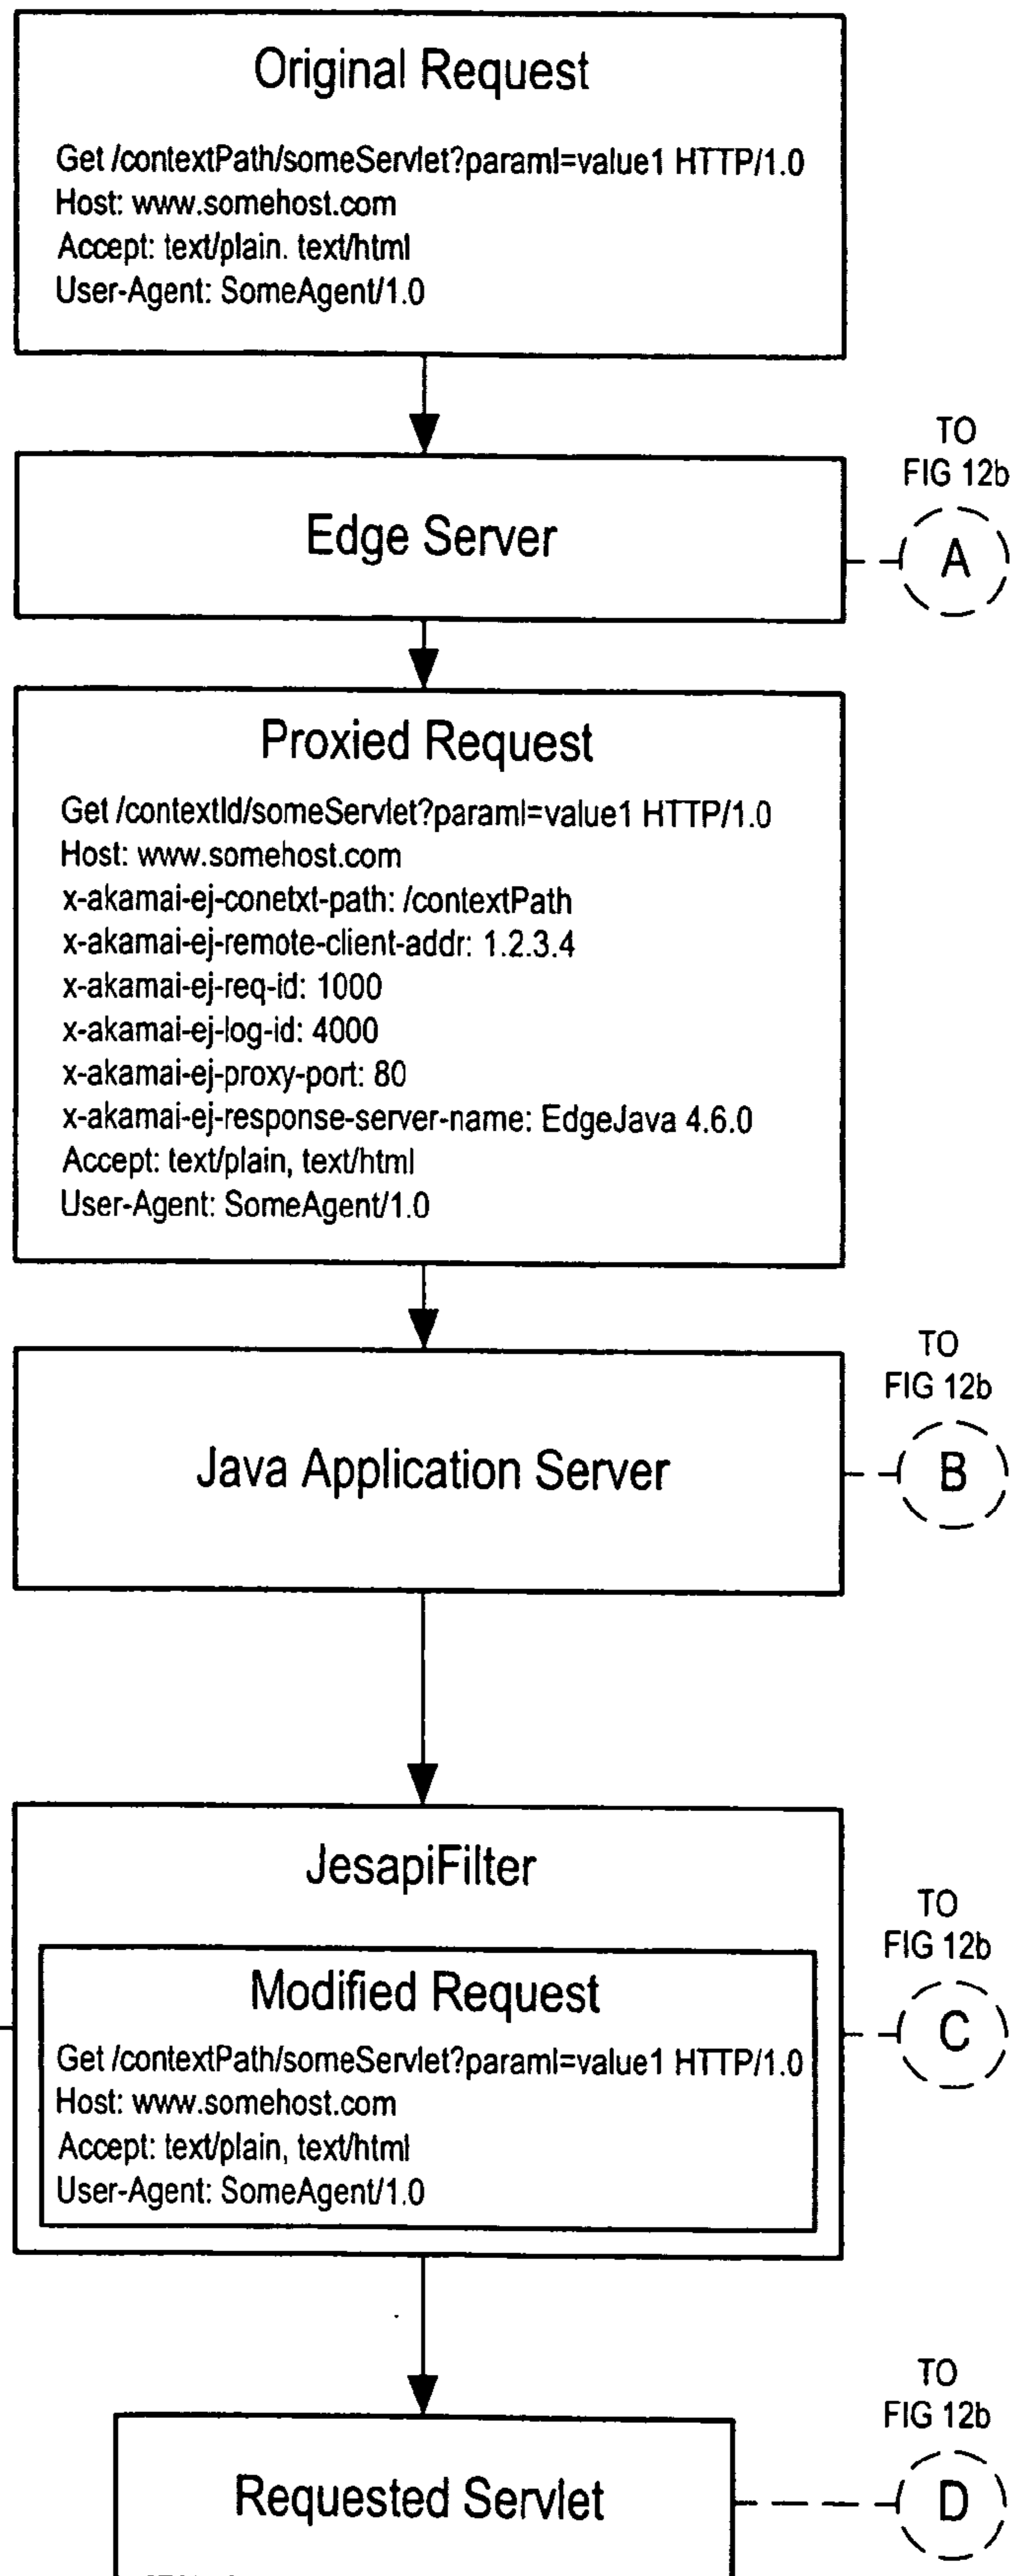 Original Request
Get /contextPath/someServlet?paraml=value1 HTTP/1.0
Host: www.somehost.com
Accept: text/plain. text/html
User-Agent: SomeAgent/1.0
TO
FIG 12b
Edge Server
A
Proxied Request
Get /contextId/someServlet?paraml=value1 HTTP/1.0
Host: www.somehost.com
x-akamai-ej-conetxt-path: /contextPath
x-akamai-ej-remote-client-addr: 1.2.3.4
x-akamai-ej-req-id: 1000
x-akamai-ej-log-id: 4000
x-akamai-ej-proxy-port: 80
x-akamai-ej-response-server-name: EdgeJava 4.6.0
Accept: text/plain, text/html
User-Agent: SomeAgent/1.0
TO
FIG 12b
Java Application Server
B
JesapiFilter
TO
FIG 12b
Modified Request
C
Get /contextPath/someServlet?paraml=value1 HTTP/1.0
Host: www.somehost.com
Accept: text/plain, text/html
User-Agent: SomeAgent/1.0
TO
FIG 12b
Requested Servlet
D